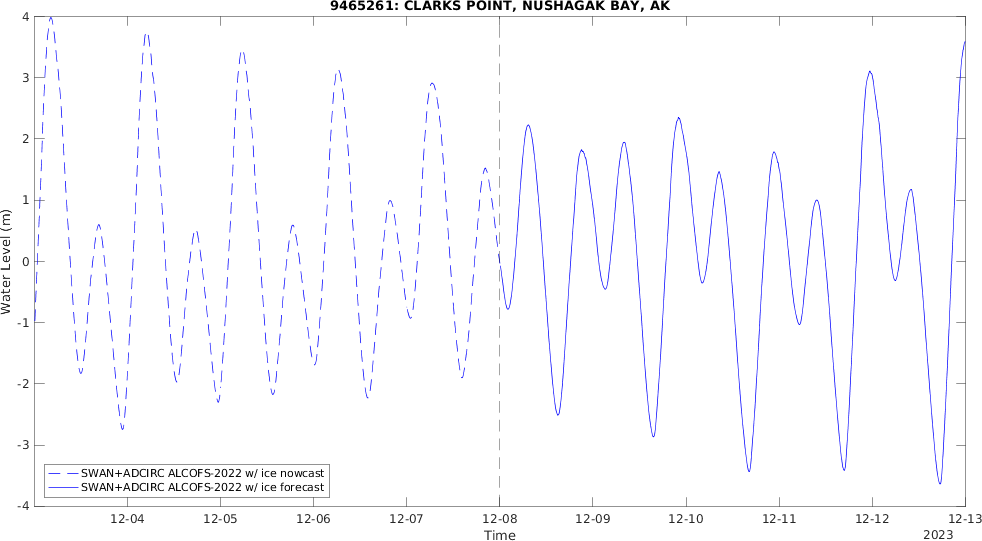 9465261: CLARKS POINT, NUSHAGAK BAY, AK
4
3
2
1
0
-1
-2
-3
-4
Water Level (m)
SWAN+ADCIRC ALCOFS-2022 w/ ice nowcast
SWAN+ADCIRC ALCOFS-2022 w/ ice forecast
12-04 12-05 12-06 12-07 12-08 12-09 12-10 12-11 12-12 12-13
Time
2023